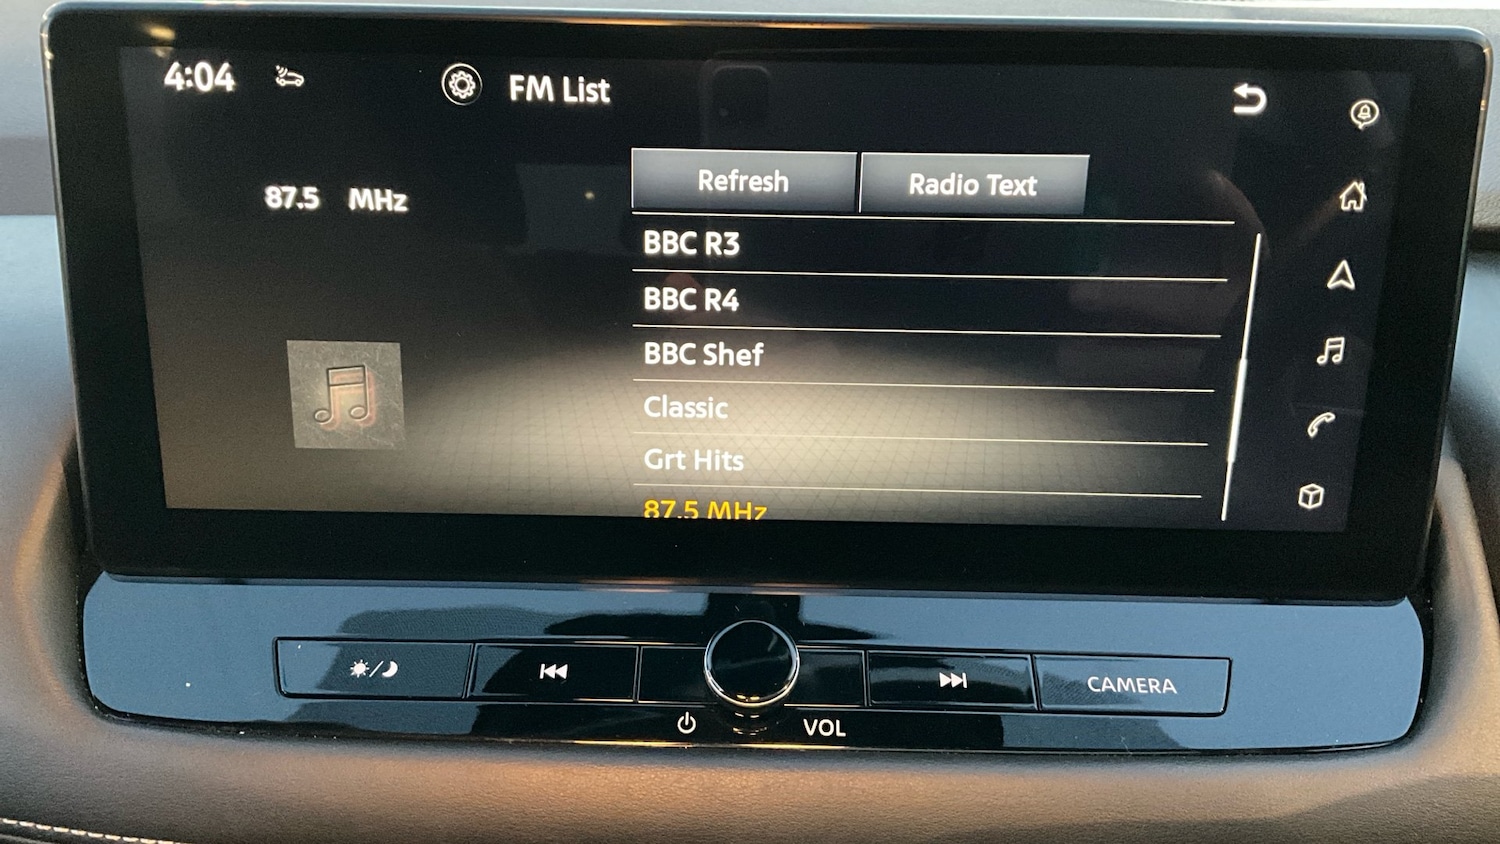 4:04
FM List
87.5 MHz
Refresh
Radio Text
BBC R3
BBC R4
BBC Shef
Classic
Grt Hits
87.5 MHz
CAMERA
VOL